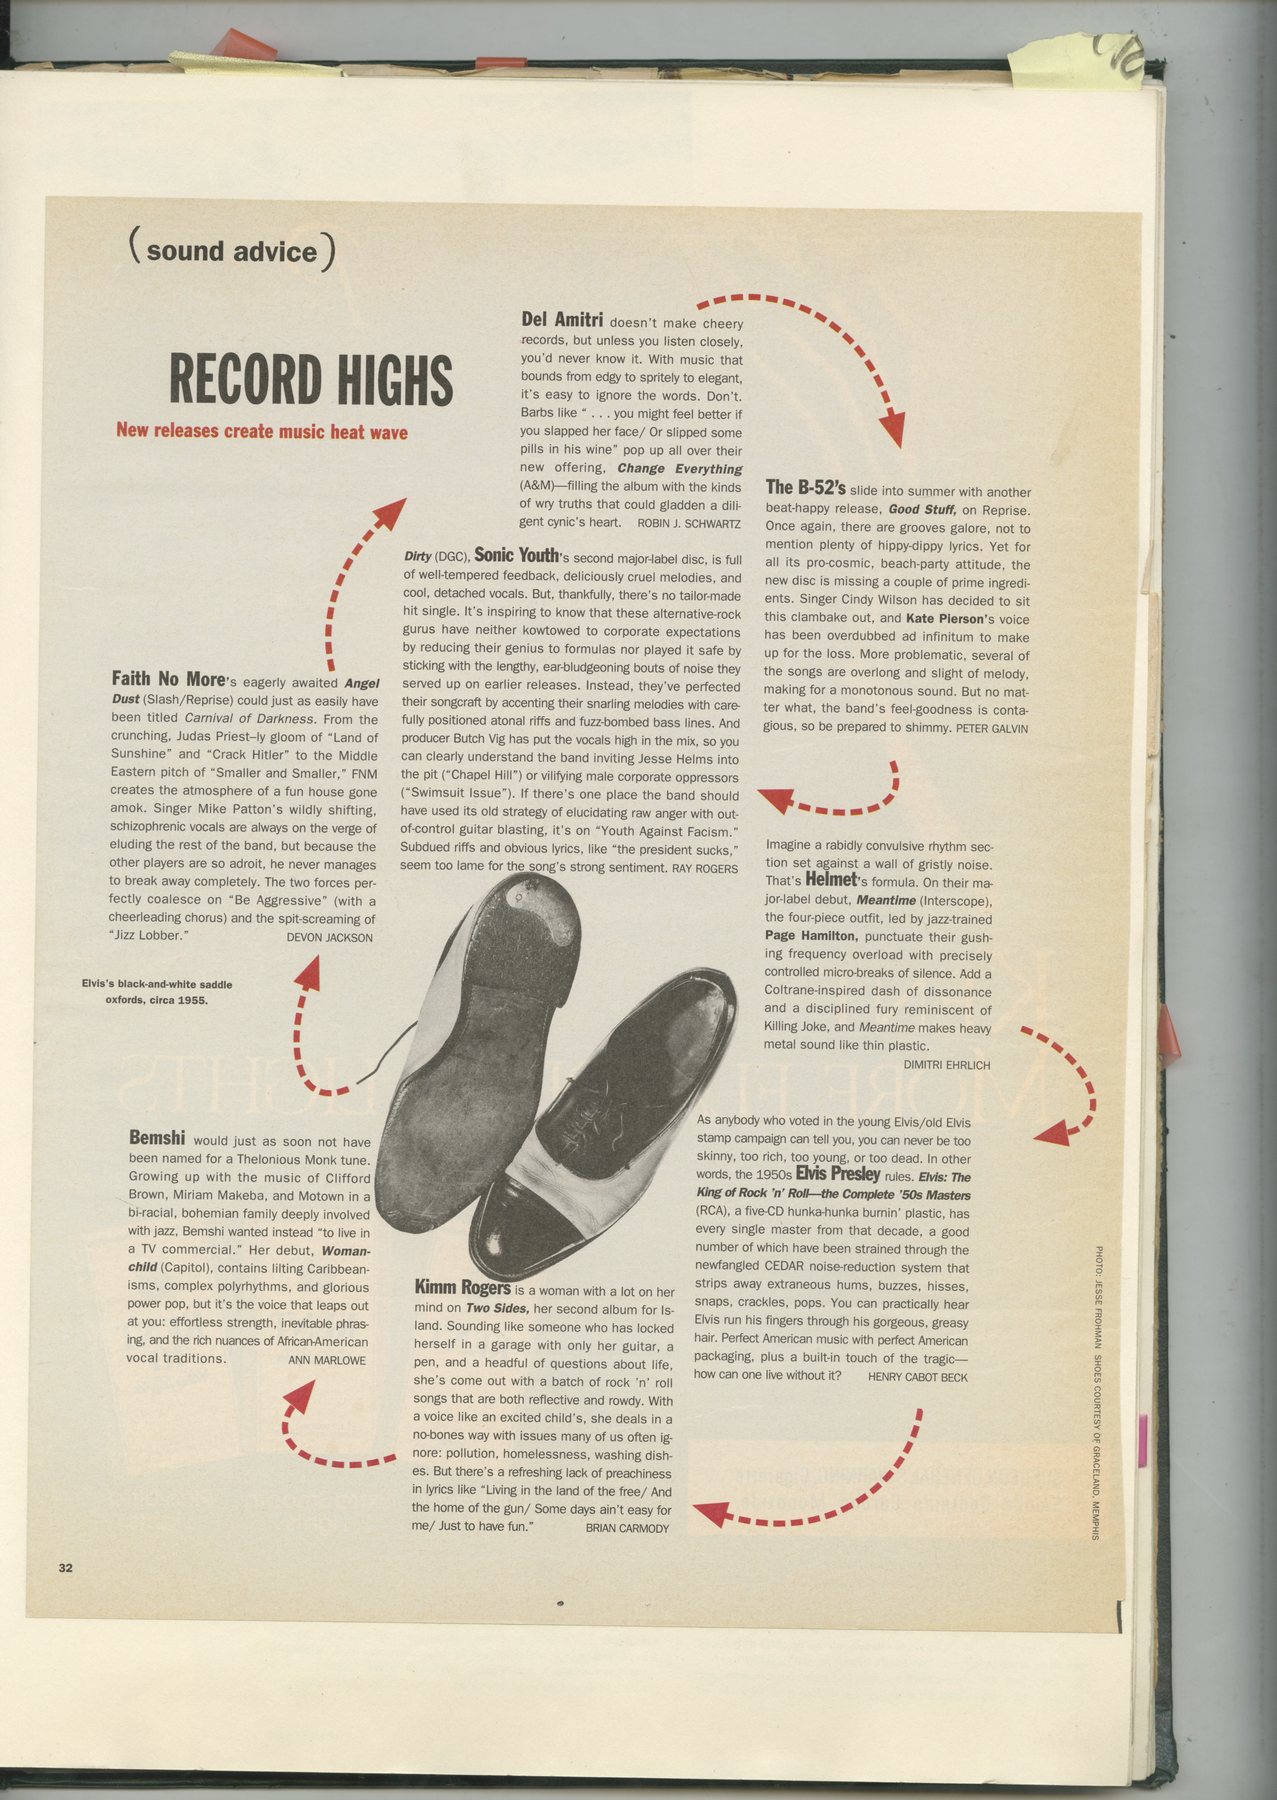 (sound advice)
RECORD HIGHS
New releases create music heat wave
Del Amitri doesn't make cheery
records, but unless you listen closely,
you'd never know it. With music that
bounds from edgy to spritely to elegant,
it's easy to ignore the words. Don't.
Barbs like “ . . . you might feel better if
you slapped her face/ Or slipped some
pills in his wine” pop up all over their
new offering, Change Everything
(A&M)—filling the album with the kinds
of wry truths that could gladden a dili-
gent cynic's heart. ROBIN J. SCHWARTZ
The B-52's slide into summer with another
beat-happy release, Good Stuff, on Reprise.
Once again, there are grooves galore, not to
mention plenty of hippy-dippy lyrics. Yet for
all its pro-cosmic, beach-party attitude, the
new disc is missing a couple of prime ingredi-
ents. Singer Cindy Wilson has decided to sit
this clambake out, and Kate Pierson's voice
has been overdubbed ad infinitum to make
up for the loss. More problematic, several of
the songs are overlong and slight of melody,
making for a monotonous sound. But no mat-
ter what, the band's feel-goodness is conta-
gious, so be prepared to shimmy. PETER GALVIN
Dirty (DGC), Sonic Youth's second major-label disc, is full
of well-tempered feedback, deliciously cruel melodies, and
cool, detached vocals. But, thankfully, there's no tailor-made
hit single. It's inspiring to know that these alternative-rock
gurus have neither kowtowed to corporate expectations
by reducing their genius to formulas nor played it safe by
sticking with the lengthy, ear-bludgeoning bouts of noise they
served up on earlier releases. Instead, they've perfected
their songcraft by accenting their snarling melodies with care-
fully positioned atonal riffs and fuzz-bombed bass lines. And
producer Butch Vig has put the vocals high in the mix, so you
can clearly understand the band inviting Jesse Helms into
the pit (“Chapel Hill”) or vilifying male corporate oppressors
(“Swimsuit Issue”). If there's one place the band should
have used its old strategy of elucidating raw anger with out-
of-control guitar blasting, it's on “Youth Against Facism.”
Subdued riffs and obvious lyrics, like “the president sucks,”
seem too lame for the song's strong sentiment. RAY ROGERS
Faith No More's eagerly awaited Angel
Dust (Slash/Reprise) could just as easily have
been titled Carnival of Darkness. From the
crunching, Judas Priest–ly gloom of “Land of
Sunshine” and “Crack Hitler” to the Middle
Eastern pitch of “Smaller and Smaller,” FNM
creates the atmosphere of a fun house gone
amok. Singer Mike Patton's wildly shifting,
schizophrenic vocals are always on the verge of
eluding the rest of the band, but because the
other players are so adroit, he never manages
to break away completely. The two forces per-
fectly coalesce on “Be Aggressive” (with a
cheerleading chorus) and the spit-screaming of
“Jizz Lobber.” DEVON JACKSON
Imagine a rabidly convulsive rhythm sec-
tion set against a wall of gristly noise.
That's Helmet's formula. On their ma-
jor-label debut, Meantime (Interscope),
the four-piece outfit, led by jazz-trained
Page Hamilton, punctuate their gush-
ing frequency overload with precisely
controlled micro-breaks of silence. Add a
Coltrane-inspired dash of dissonance
and a disciplined fury reminiscent of
Killing Joke, and Meantime makes heavy
metal sound like thin plastic.
DIMITRI EHRLICH
Elvis's black-and-white saddle
oxfords, circa 1955.
Bemshi would just as soon not have
been named for a Thelonious Monk tune.
Growing up with the music of Clifford
Brown, Miriam Makeba, and Motown in a
bi-racial, bohemian family deeply involved
with jazz, Bemshi wanted instead “to live in
a TV commercial.” Her debut, Woman-
child (Capitol), contains lilting Caribbean-
isms, complex polyrhythms, and glorious
power pop, but it's the voice that leaps out
at you: effortless strength, inevitable phras-
ing, and the rich nuances of African-American
vocal traditions. ANN MARLOWE
As anybody who voted in the young Elvis/old Elvis
stamp campaign can tell you, you can never be too
skinny, too rich, too young, or too dead. In other
words, the 1950s Elvis Presley rules. Elvis: The
King of Rock 'n' Roll—the Complete '50s Masters
(RCA), a five-CD hunka-hunka burnin' plastic, has
every single master from that decade, a good
number of which have been strained through the
newfangled CEDAR noise-reduction system that
strips away extraneous hums, buzzes, hisses,
snaps, crackles, pops. You can practically hear
Elvis run his fingers through his gorgeous, greasy
hair. Perfect American music with perfect American
packaging, plus a built-in touch of the tragic—
how can one live without it? HENRY CABOT BECK
Kimm Rogers is a woman with a lot on her
mind on Two Sides, her second album for Is-
land. Sounding like someone who has locked
herself in a garage with only her guitar, a
pen, and a headful of questions about life,
she's come out with a batch of rock 'n' roll
songs that are both reflective and rowdy. With
a voice like an excited child's, she deals in a
no-bones way with issues many of us often ig-
nore: pollution, homelessness, washing dish-
es. But there's a refreshing lack of preachiness
in lyrics like “Living in the land of the free/ And
the home of the gun/ Some days ain't easy for
me/ Just to have fun.” BRIAN CARMODY
PHOTO: JESSE FROHMAN SHOES COURTESY OF GRACELAND, MEMPHIS
32